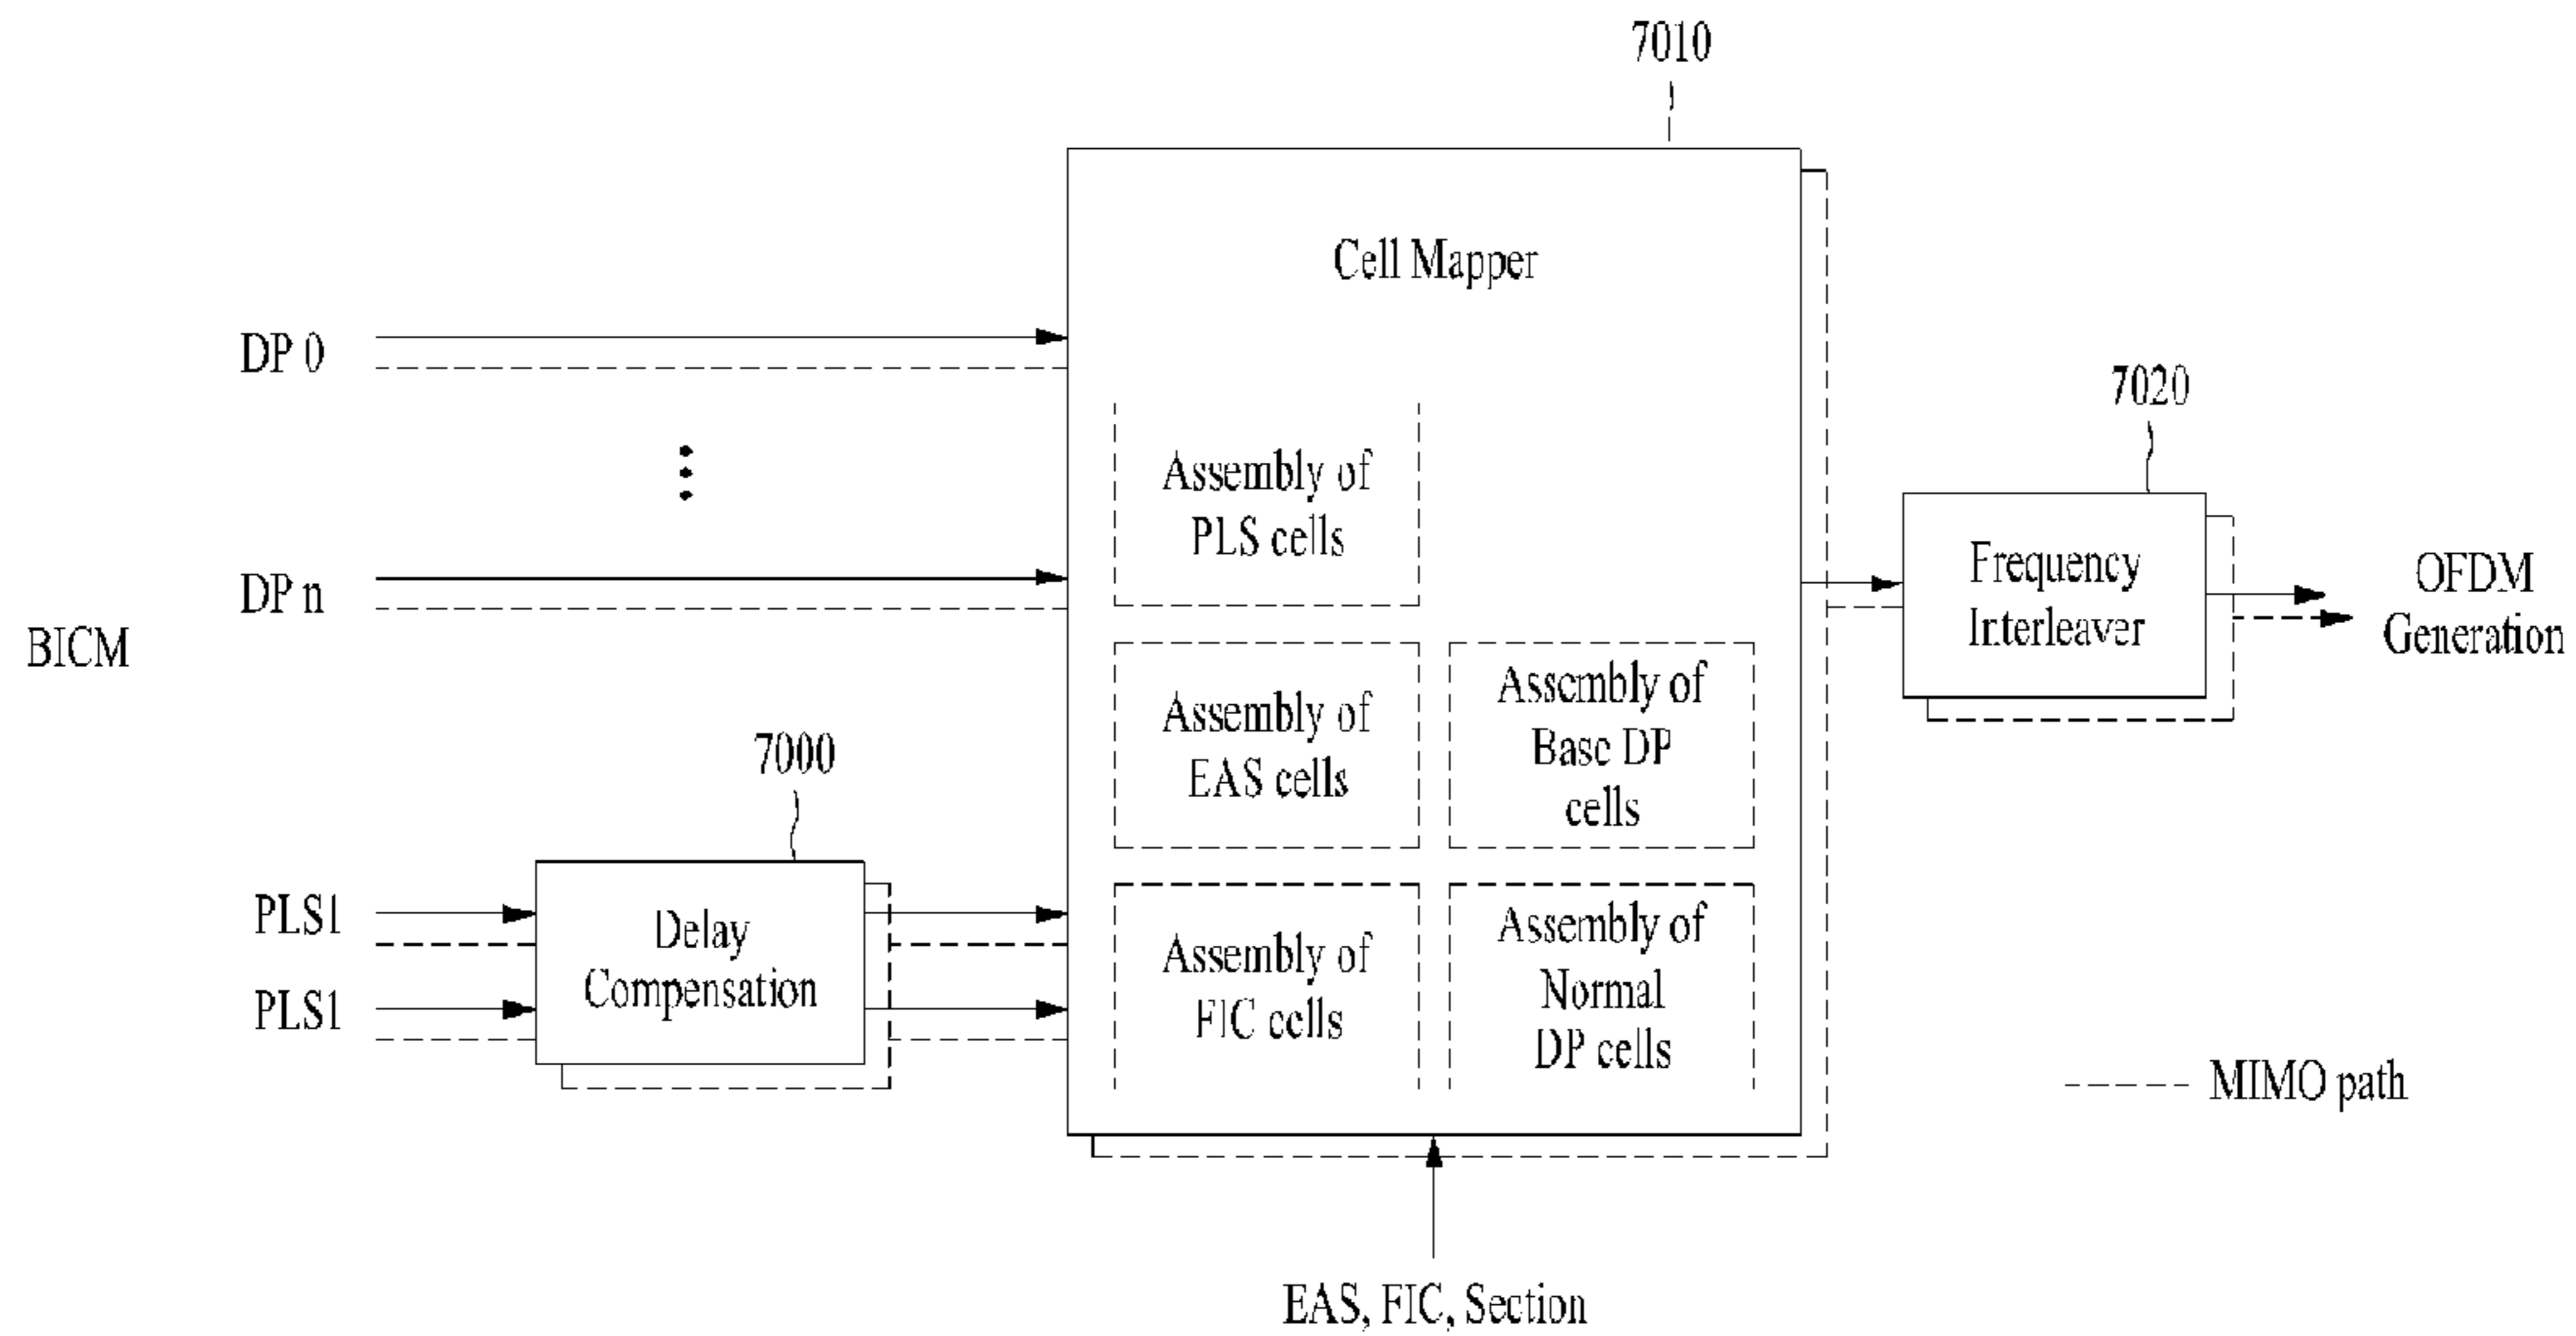 7010
Cell Mapper
DP 0
7020
Assembly of
PLS cells
Frequency
Interleaver
OFDM
Generation
DP n
BICM
Assembly of
EAS cells
Assembly of
Base DP
cells
7000
PLS1
Delay
Compensation
PLS1
Assembly of
FIC cells
Assembly of
Normal
DP cells
MIMO path
EAS, FIC, Section